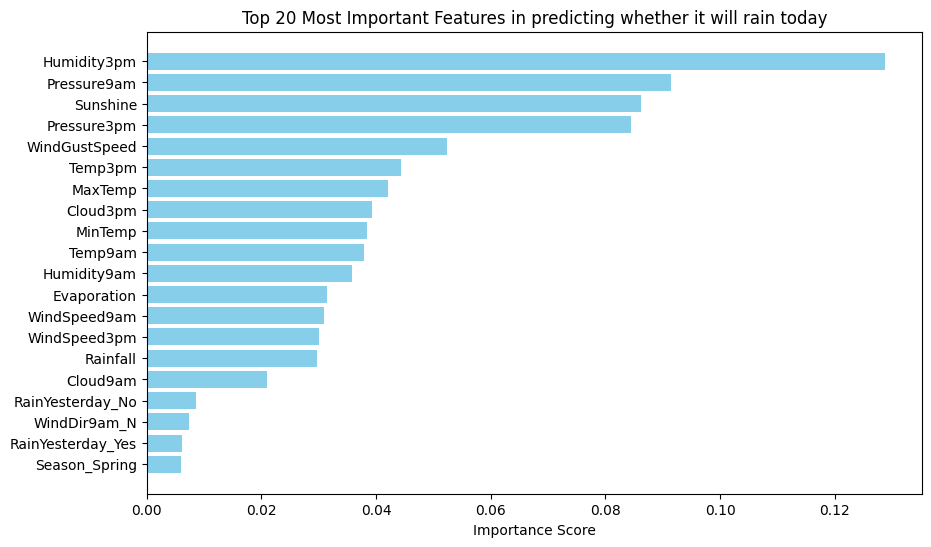 Top 20 Most Important Features in predicting whether it will rain today
Humidity3pm
Pressure9am
Sunshine
Pressure3pm
WindGustSpeed
Temp3pm
MaxTemp
Cloud3pm
MinTemp
Temp9am
Humidity9am
Evaporation
WindSpeed9am
WindSpeed3pm
Rainfall
Cloud9am
RainYesterday_No
WindDir9am_N
RainYesterday_Yes
Season_Spring
0.00 0.02 0.04 0.06 0.08 0.10 0.12
Importance Score